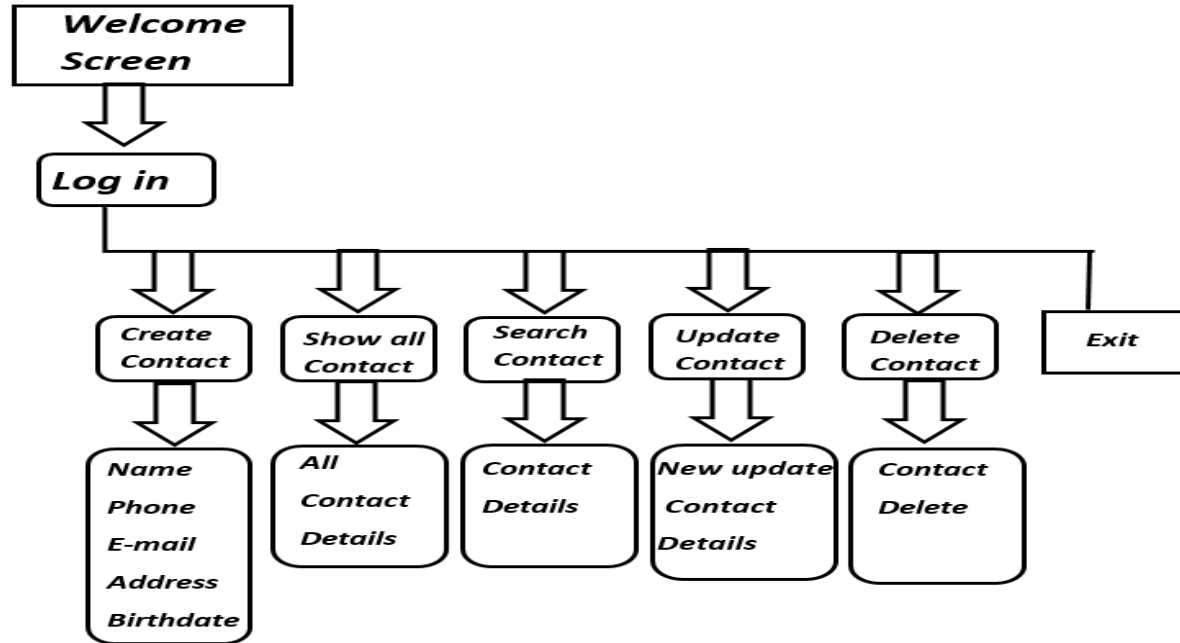 Welcome
Screen
Log in
Create
Contact
Show all
Contact
Search
Contact
Update
Contact
Delete
Contact
Exit
Name
Phone
E-mail
Address
Birthdate
All
Contact
Details
Contact
Details
New update
Contact
Details
Contact
Delete